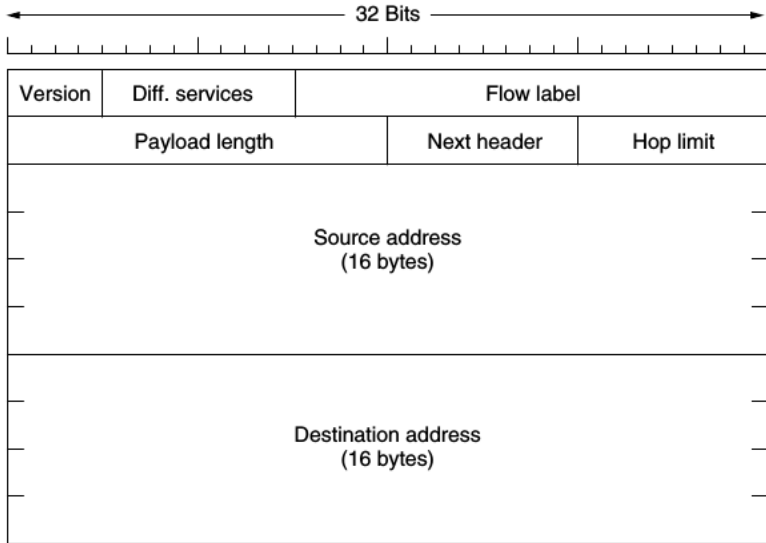 32 Bits
Version Diff. services Flow label
Payload length Next header Hop limit
Source address
(16 bytes)
Destination address
(16 bytes)